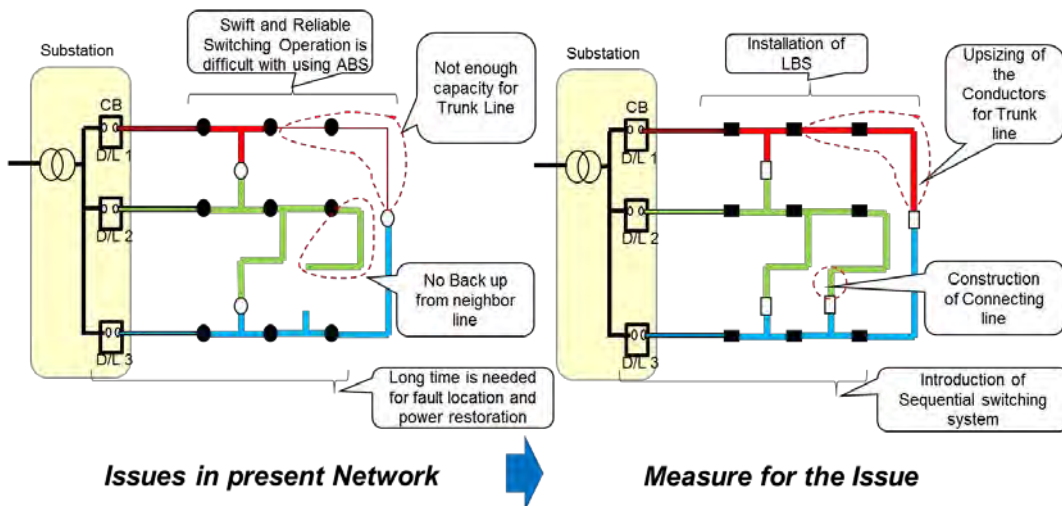 Substation
Swift and Reliable
Switching Operation is
difficult with using ABS
Not enough
capacity for
Trunk Line
CB
D/L 1
D/L 2
D/L 3
No Back up
from neighbor
line
Long time is needed
for fault location and
power restoration
Issues in present Network
Substation
Installation of
LBS
Upsizing of
the
Conductors
for Trunk
line
CB
D/L 1
D/L 2
D/L 3
Construction
of Connecting
line
Introduction of
Sequential switching
system
Measure for the Issue